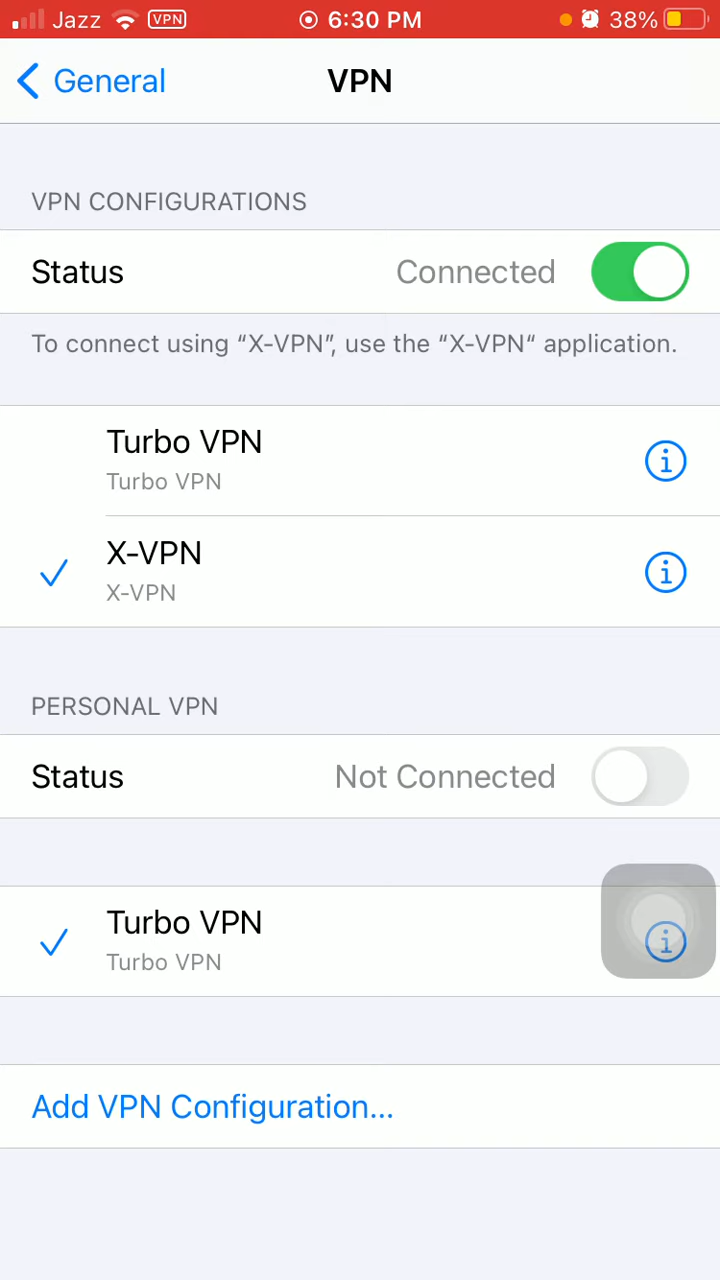 Jazz VPN 6:30 PM 38%
General VPN
VPN CONFIGURATIONS
Status Connected
To connect using “X-VPN”, use the “X-VPN“ application.
Turbo VPN
Turbo VPN
X-VPN
X-VPN
PERSONAL VPN
Status Not Connected
Turbo VPN
Turbo VPN
Add VPN Configuration...